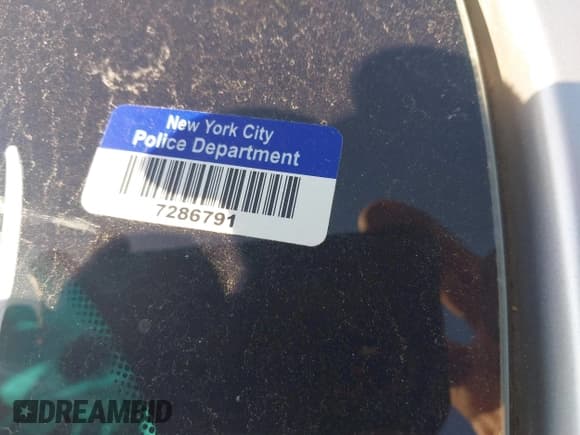 New York City
Police Department
7286791
DREAMBID